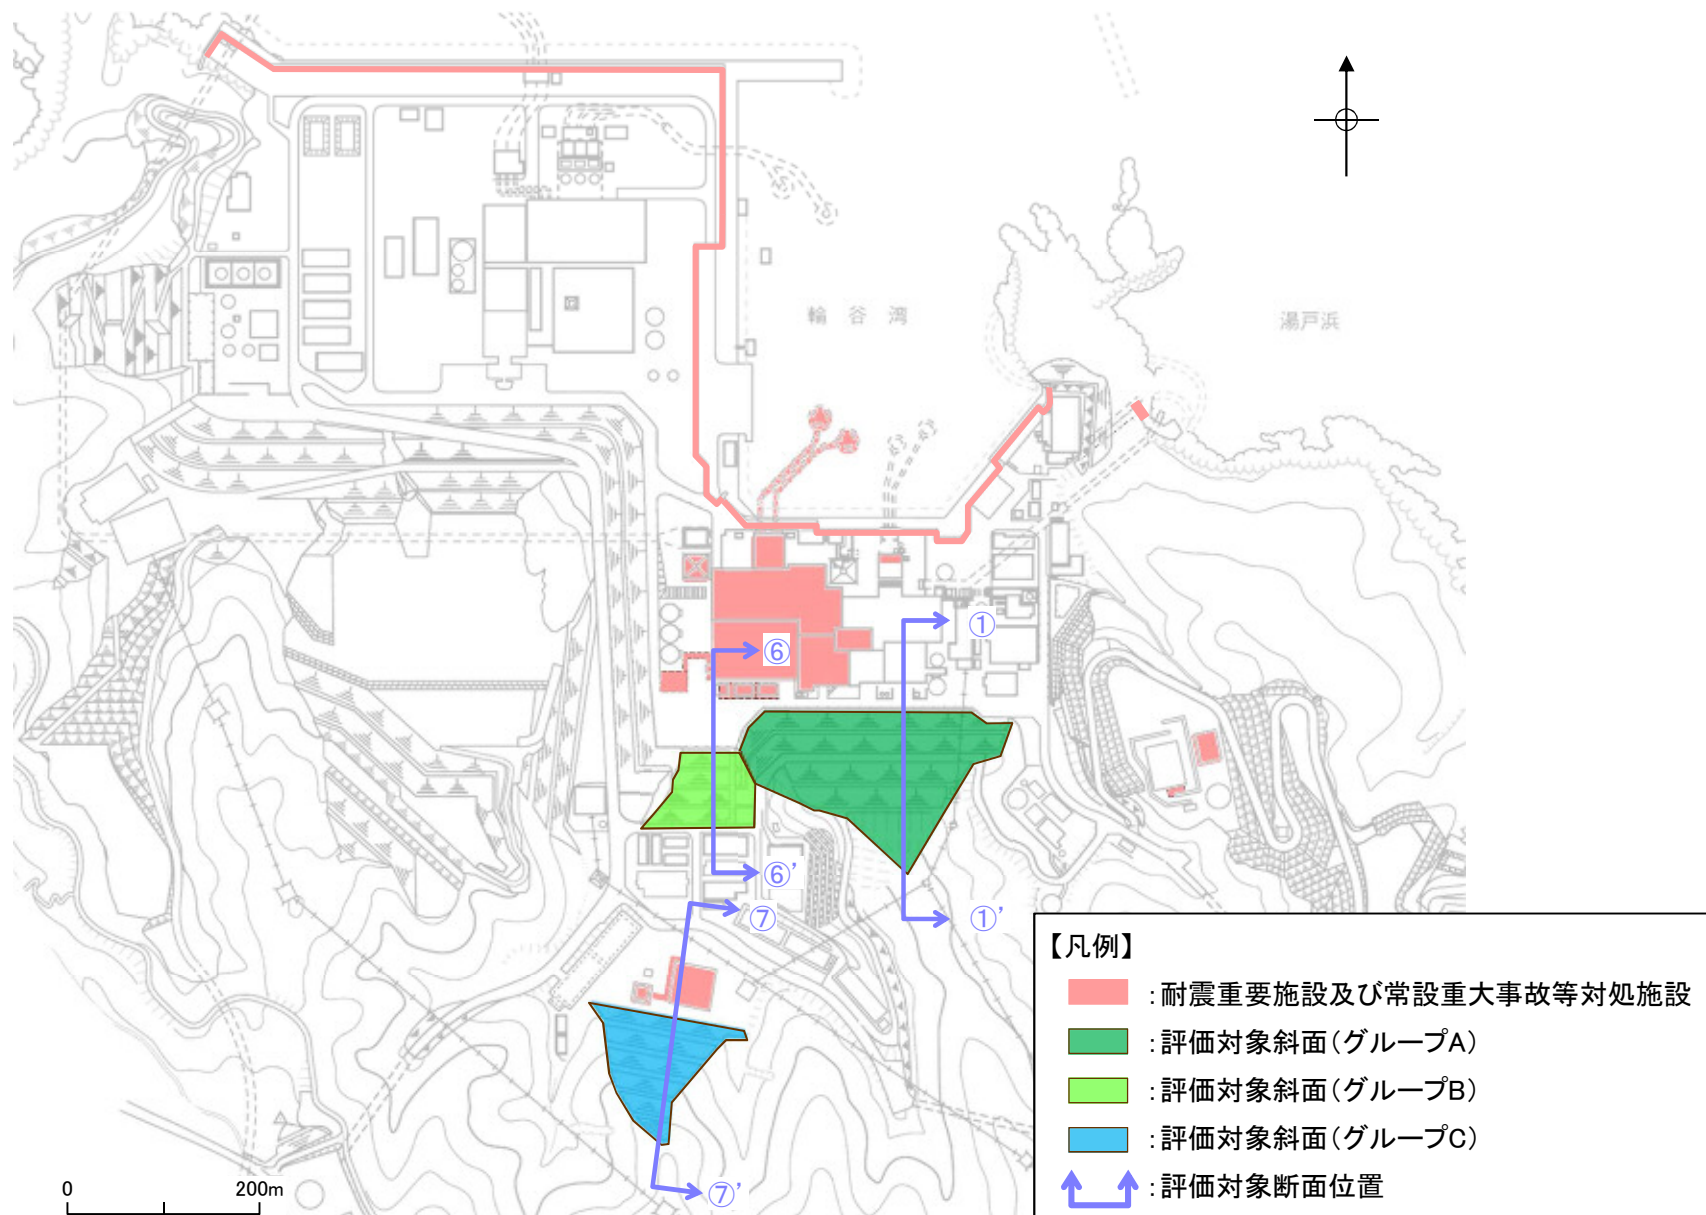 輪谷湾
湯戸浜
①
⑥
⑥’
⑦
①’
⑦’
【凡例】
：耐震重要施設及び常設重大事故等対処施設
：評価対象斜面（グループA）
：評価対象斜面（グループB）
：評価対象斜面（グループC）
：評価対象断面位置
0 200m